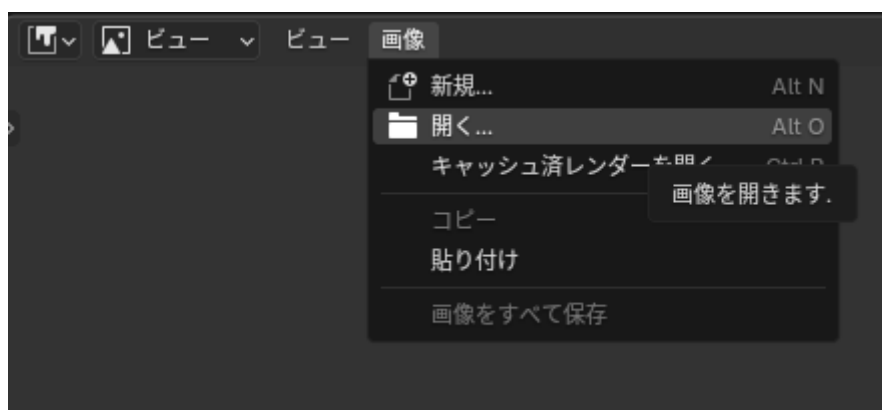 ビュー ビュー 画像
新規... Alt N
開く... Alt O
キャッシュ済レンダーを開く
画像を開きます.
コピー
貼り付け
画像をすべて保存